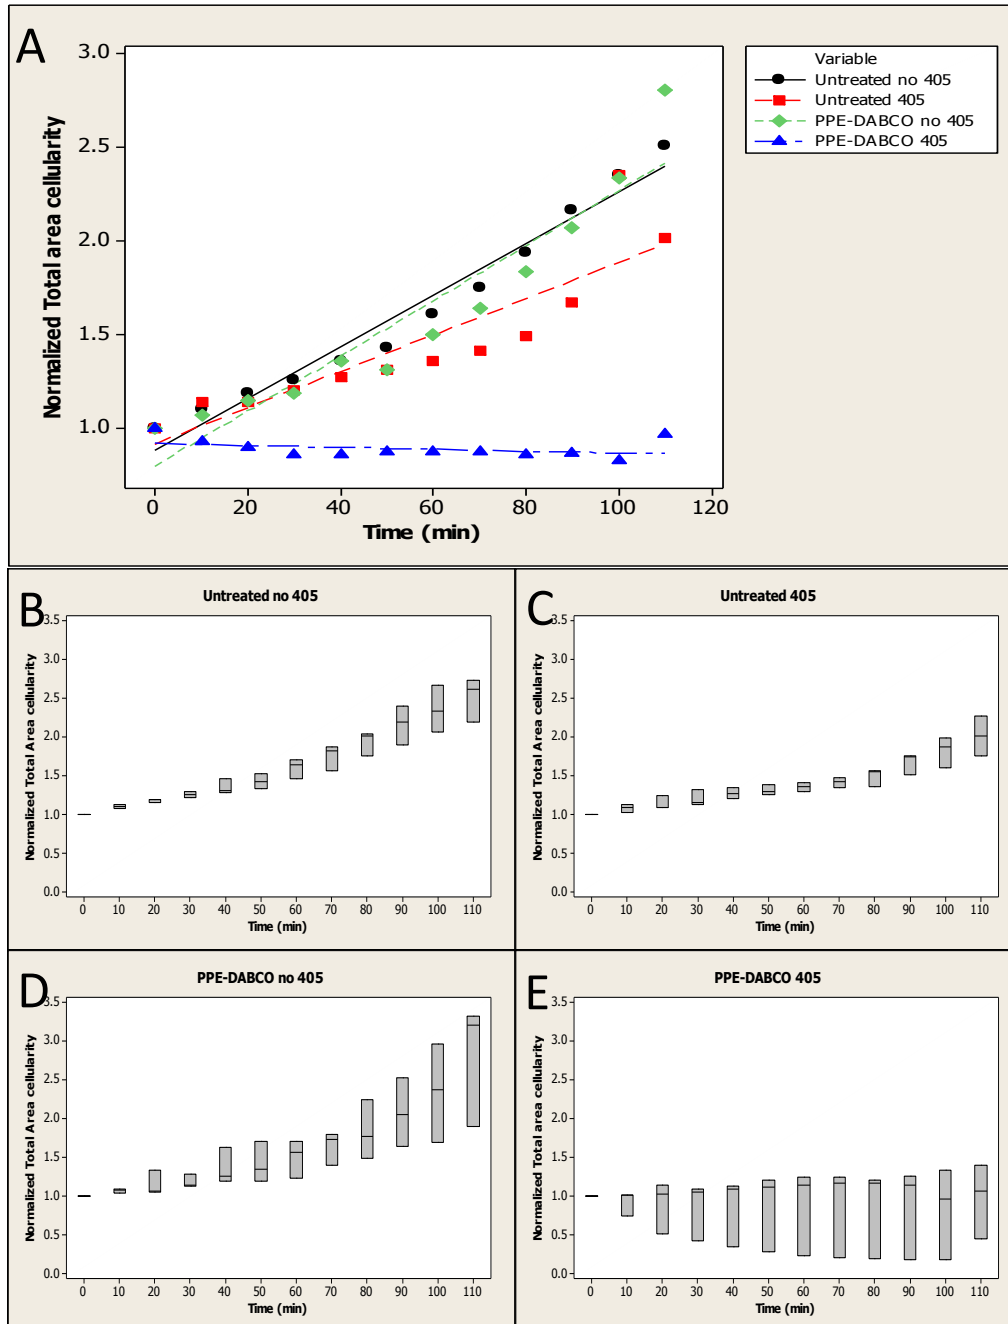 A
Variable
Untreated no 405
Untreated 405
PPE-DABCO no 405
PPE-DABCO 405
Normalized Total area cellularity
3.0
2.5
2.0
1.5
1.0
0 20 40 60 80 100 120
Time (min)
B
Untreated no 405
Normalized Total Area cellularity
3.5
3.0
2.5
2.0
1.5
1.0
0.5
0.0
0 10 20 30 40 50 60 70 80 90 100 110
Time (min)
C
Untreated 405
Normalized Total Area cellularity
3.5
3.0
2.5
2.0
1.5
1.0
0.5
0.0
0 10 20 30 40 50 60 70 80 90 100 110
Time (min)
D
PPE-DABCO no 405
Normalized Total Area cellularity
3.5
3.0
2.5
2.0
1.5
1.0
0.5
0.0
0 10 20 30 40 50 60 70 80 90 100 110
Time (min)
E
PPE-DABCO 405
Normalized Total Area cellularity
3.5
3.0
2.5
2.0
1.5
1.0
0.5
0.0
0 10 20 30 40 50 60 70 80 90 100 110
Time (min)